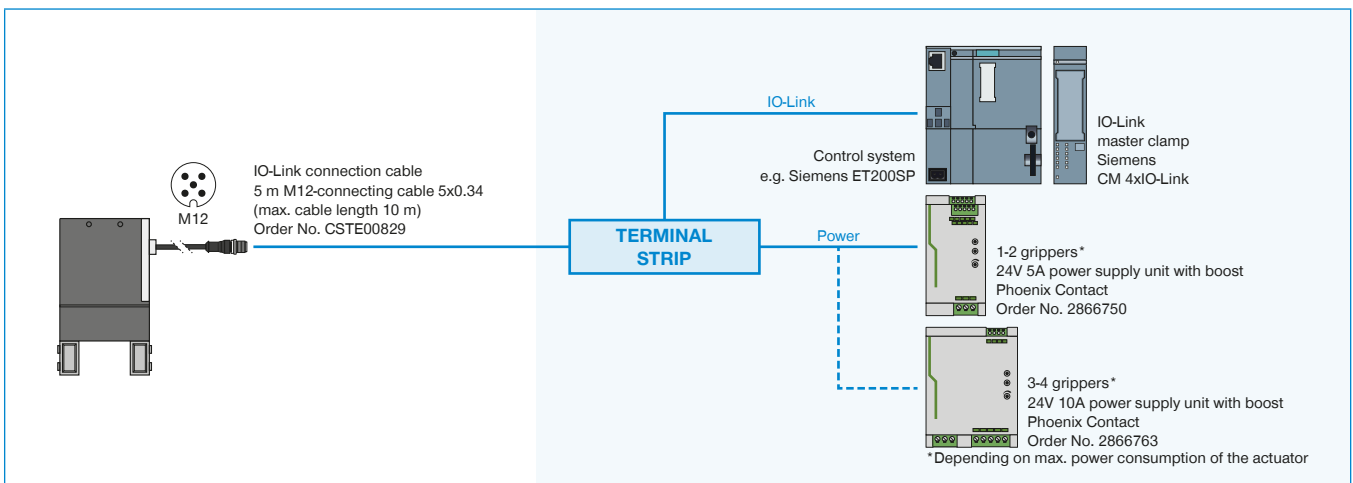 IO-Link connection cable
5 m M12-connecting cable 5x0.34
(max. cable length 10 m)
Order No. CSTE00829
M12
TERMINAL
STRIP
IO-Link
Control system
e.g. Siemens ET200SP
IO-Link
master clamp
Siemens
CM 4xIO-Link
Power
1-2 grippers*
24V 5A power supply unit with boost
Phoenix Contact
Order No. 2866750
3-4 grippers*
24V 10A power supply unit with boost
Phoenix Contact
Order No. 2866763
*Depending on max. power consumption of the actuator